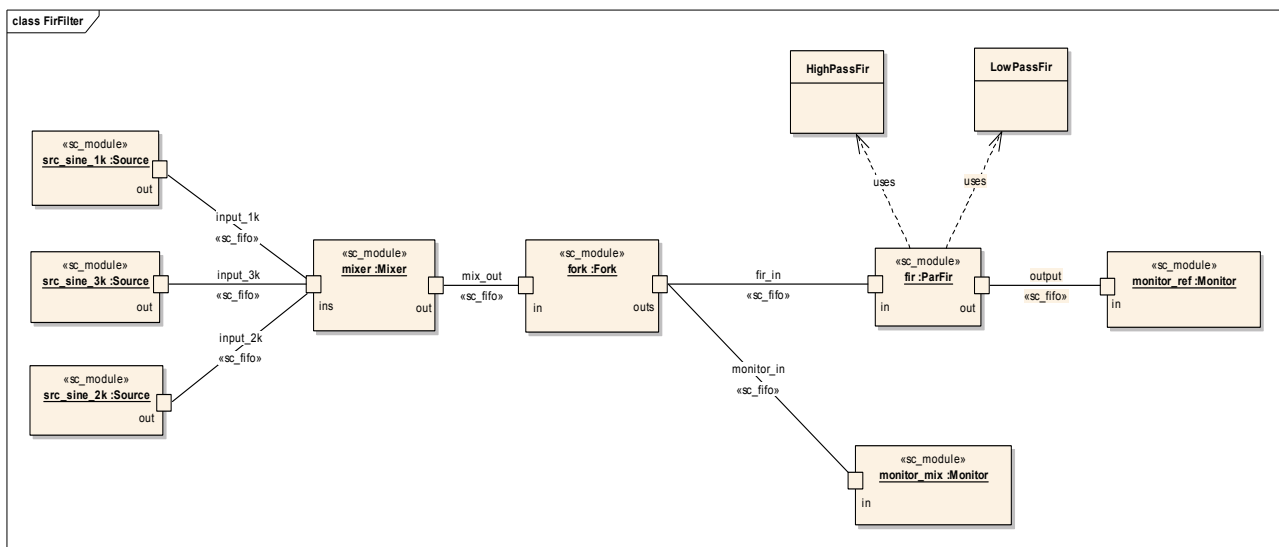 class FirFilter
HighPassFir
LowPassFir
«sc_module»
src_sine_1k :Source
out
uses
uses
input_1k
«sc_fifo»
«sc_module»
src_sine_3k :Source
out
input_3k
«sc_fifo»
«sc_module»
mixer :Mixer
ins
out
mix_out
«sc_fifo»
«sc_module»
fork :Fork
in
outs
fir_in
«sc_fifo»
«sc_module»
fir :ParFir
in
out
output
«sc_fifo»
«sc_module»
monitor_ref :Monitor
in
input_2k
«sc_fifo»
«sc_module»
src_sine_2k :Source
out
monitor_in
«sc_fifo»
«sc_module»
monitor_mix :Monitor
in